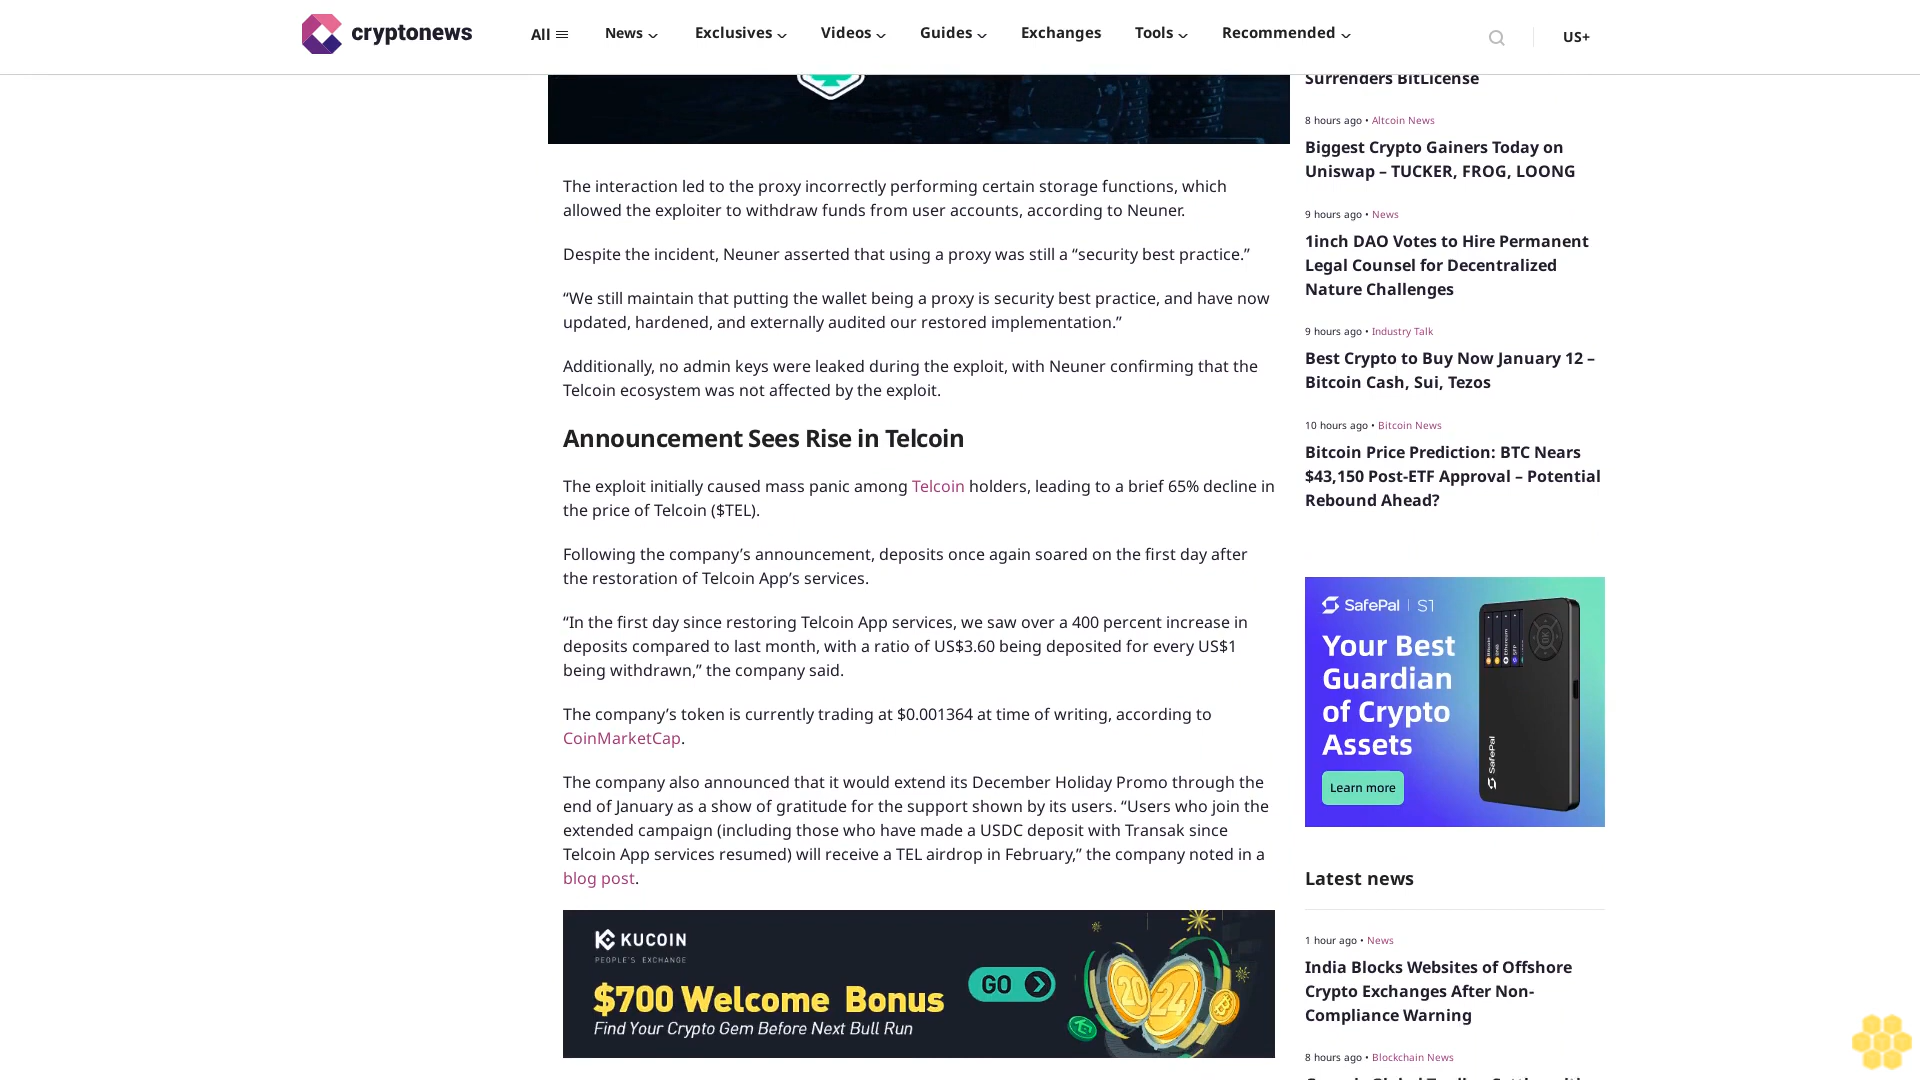 cryptonews
All
News
Exclusives
Videos
Guides
Exchanges
Tools
Recommended
US+
The interaction led to the proxy incorrectly performing certain storage functions, which
allowed the exploiter to withdraw funds from user accounts, according to Neuner.
Despite the incident, Neuner asserted that using a proxy was still a “security best practice.”
“We still maintain that putting the wallet being a proxy is security best practice, and have now
updated, hardened, and externally audited our restored implementation.”
Additionally, no admin keys were leaked during the exploit, with Neuner confirming that the
Telcoin ecosystem was not affected by the exploit.
Announcement Sees Rise in Telcoin
The exploit initially caused mass panic among Telcoin holders, leading to a brief 65% decline in
the price of Telcoin ($TEL).
Following the company’s announcement, deposits once again soared on the first day after
the restoration of Telcoin App’s services.
“In the first day since restoring Telcoin App services, we saw over a 400 percent increase in
deposits compared to last month, with a ratio of US$3.60 being deposited for every US$1
being withdrawn,” the company said.
The company’s token is currently trading at $0.001364 at time of writing, according to
CoinMarketCap.
The company also announced that it would extend its December Holiday Promo through the
end of January as a show of gratitude for the support shown by its users. “Users who join the
extended campaign (including those who have made a USDC deposit with Transak since
Telcoin App services resumed) will receive a TEL airdrop in February,” the company noted in a
blog post.
KUCOIN
PEOPLE'S EXCHANGE
$700 Welcome Bonus
Find Your Crypto Gem Before Next Bull Run
GO
20
24
Surrenders BitLicense
8 hours ago • Altcoin News
Biggest Crypto Gainers Today on
Uniswap – TUCKER, FROG, LOONG
9 hours ago • News
1inch DAO Votes to Hire Permanent
Legal Counsel for Decentralized
Nature Challenges
9 hours ago • Industry Talk
Best Crypto to Buy Now January 12 –
Bitcoin Cash, Sui, Tezos
10 hours ago • Bitcoin News
Bitcoin Price Prediction: BTC Nears
$43,150 Post-ETF Approval – Potential
Rebound Ahead?
SafePal | S1
Your Best
Guardian
of Crypto
Assets
Learn more
SafePal
OK
Latest news
1 hour ago • News
India Blocks Websites of Offshore
Crypto Exchanges After Non-
Compliance Warning
8 hours ago • Blockchain News